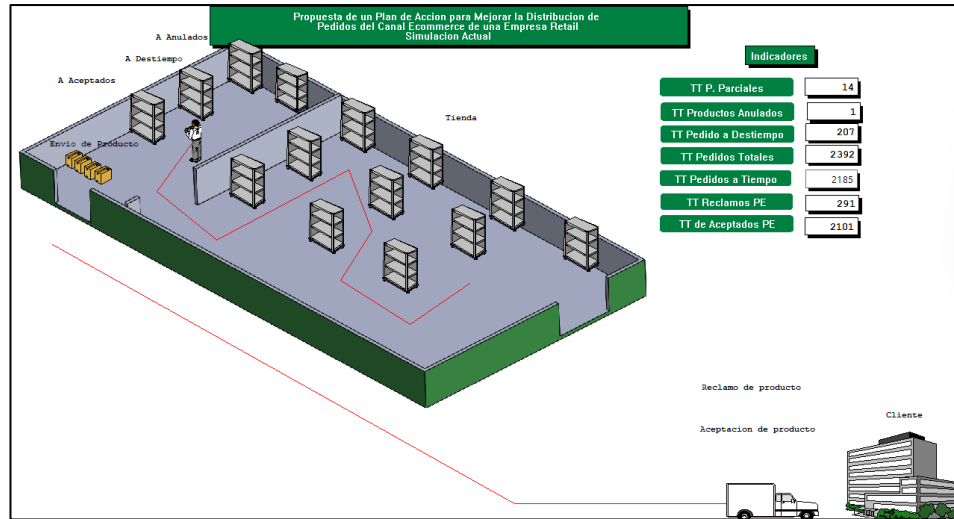 Propuesta de un Plan de Accion para Mejorar la Distribucion de
Pedidos del Canal Ecommerce de una Empresa Retail
Simulacion Actual
A Anulados
A Destiempo
A Aceptados
Envio de Producto
Tienda
Indicadores
TT P. Parciales 14
TT Productos Anulados 1
TT Pedido a Destiempo 207
TT Pedidos Totales 2392
TT Pedidos a Tiempo 2185
TT Reclamos PE 291
TT de Aceptados PE 2101
Reclamo de producto
Cliente
Aceptacion de producto